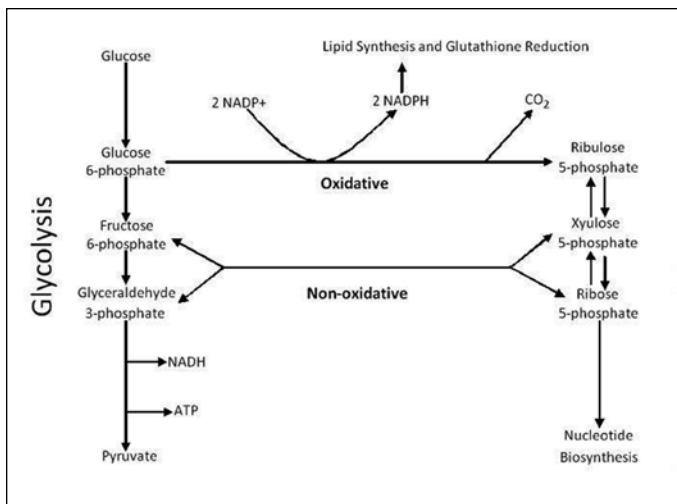 Lipid Synthesis and Glutathione Reduction
Glucose
2 NADP+
2 NADPH
CO2
Glucose
6-phosphate
Oxidative
Ribulose
5-phosphate
Glycolysis
Fructose
6-phosphate
Xyulose
5-phosphate
Glyceraldehyde
3-phosphate
Non-oxidative
Ribose
5-phosphate
NADH
ATP
Pyruvate
Nucleotide
Biosynthesis